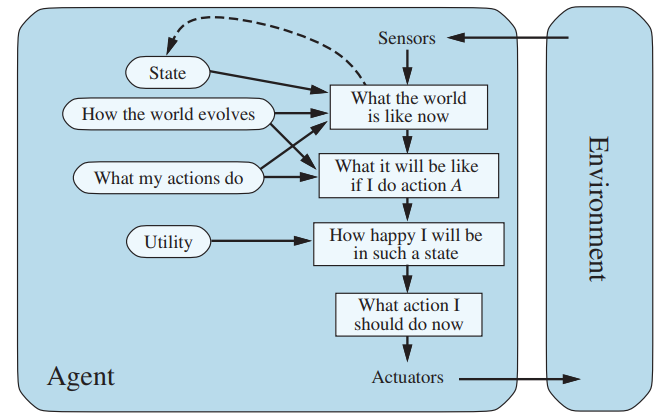 Sensors
State
What the world
is like now
How the world evolves
What it will be like
if I do action A
What my actions do
How happy I will be
in such a state
Utility
What action I
should do now
Agent
Actuators
Environment